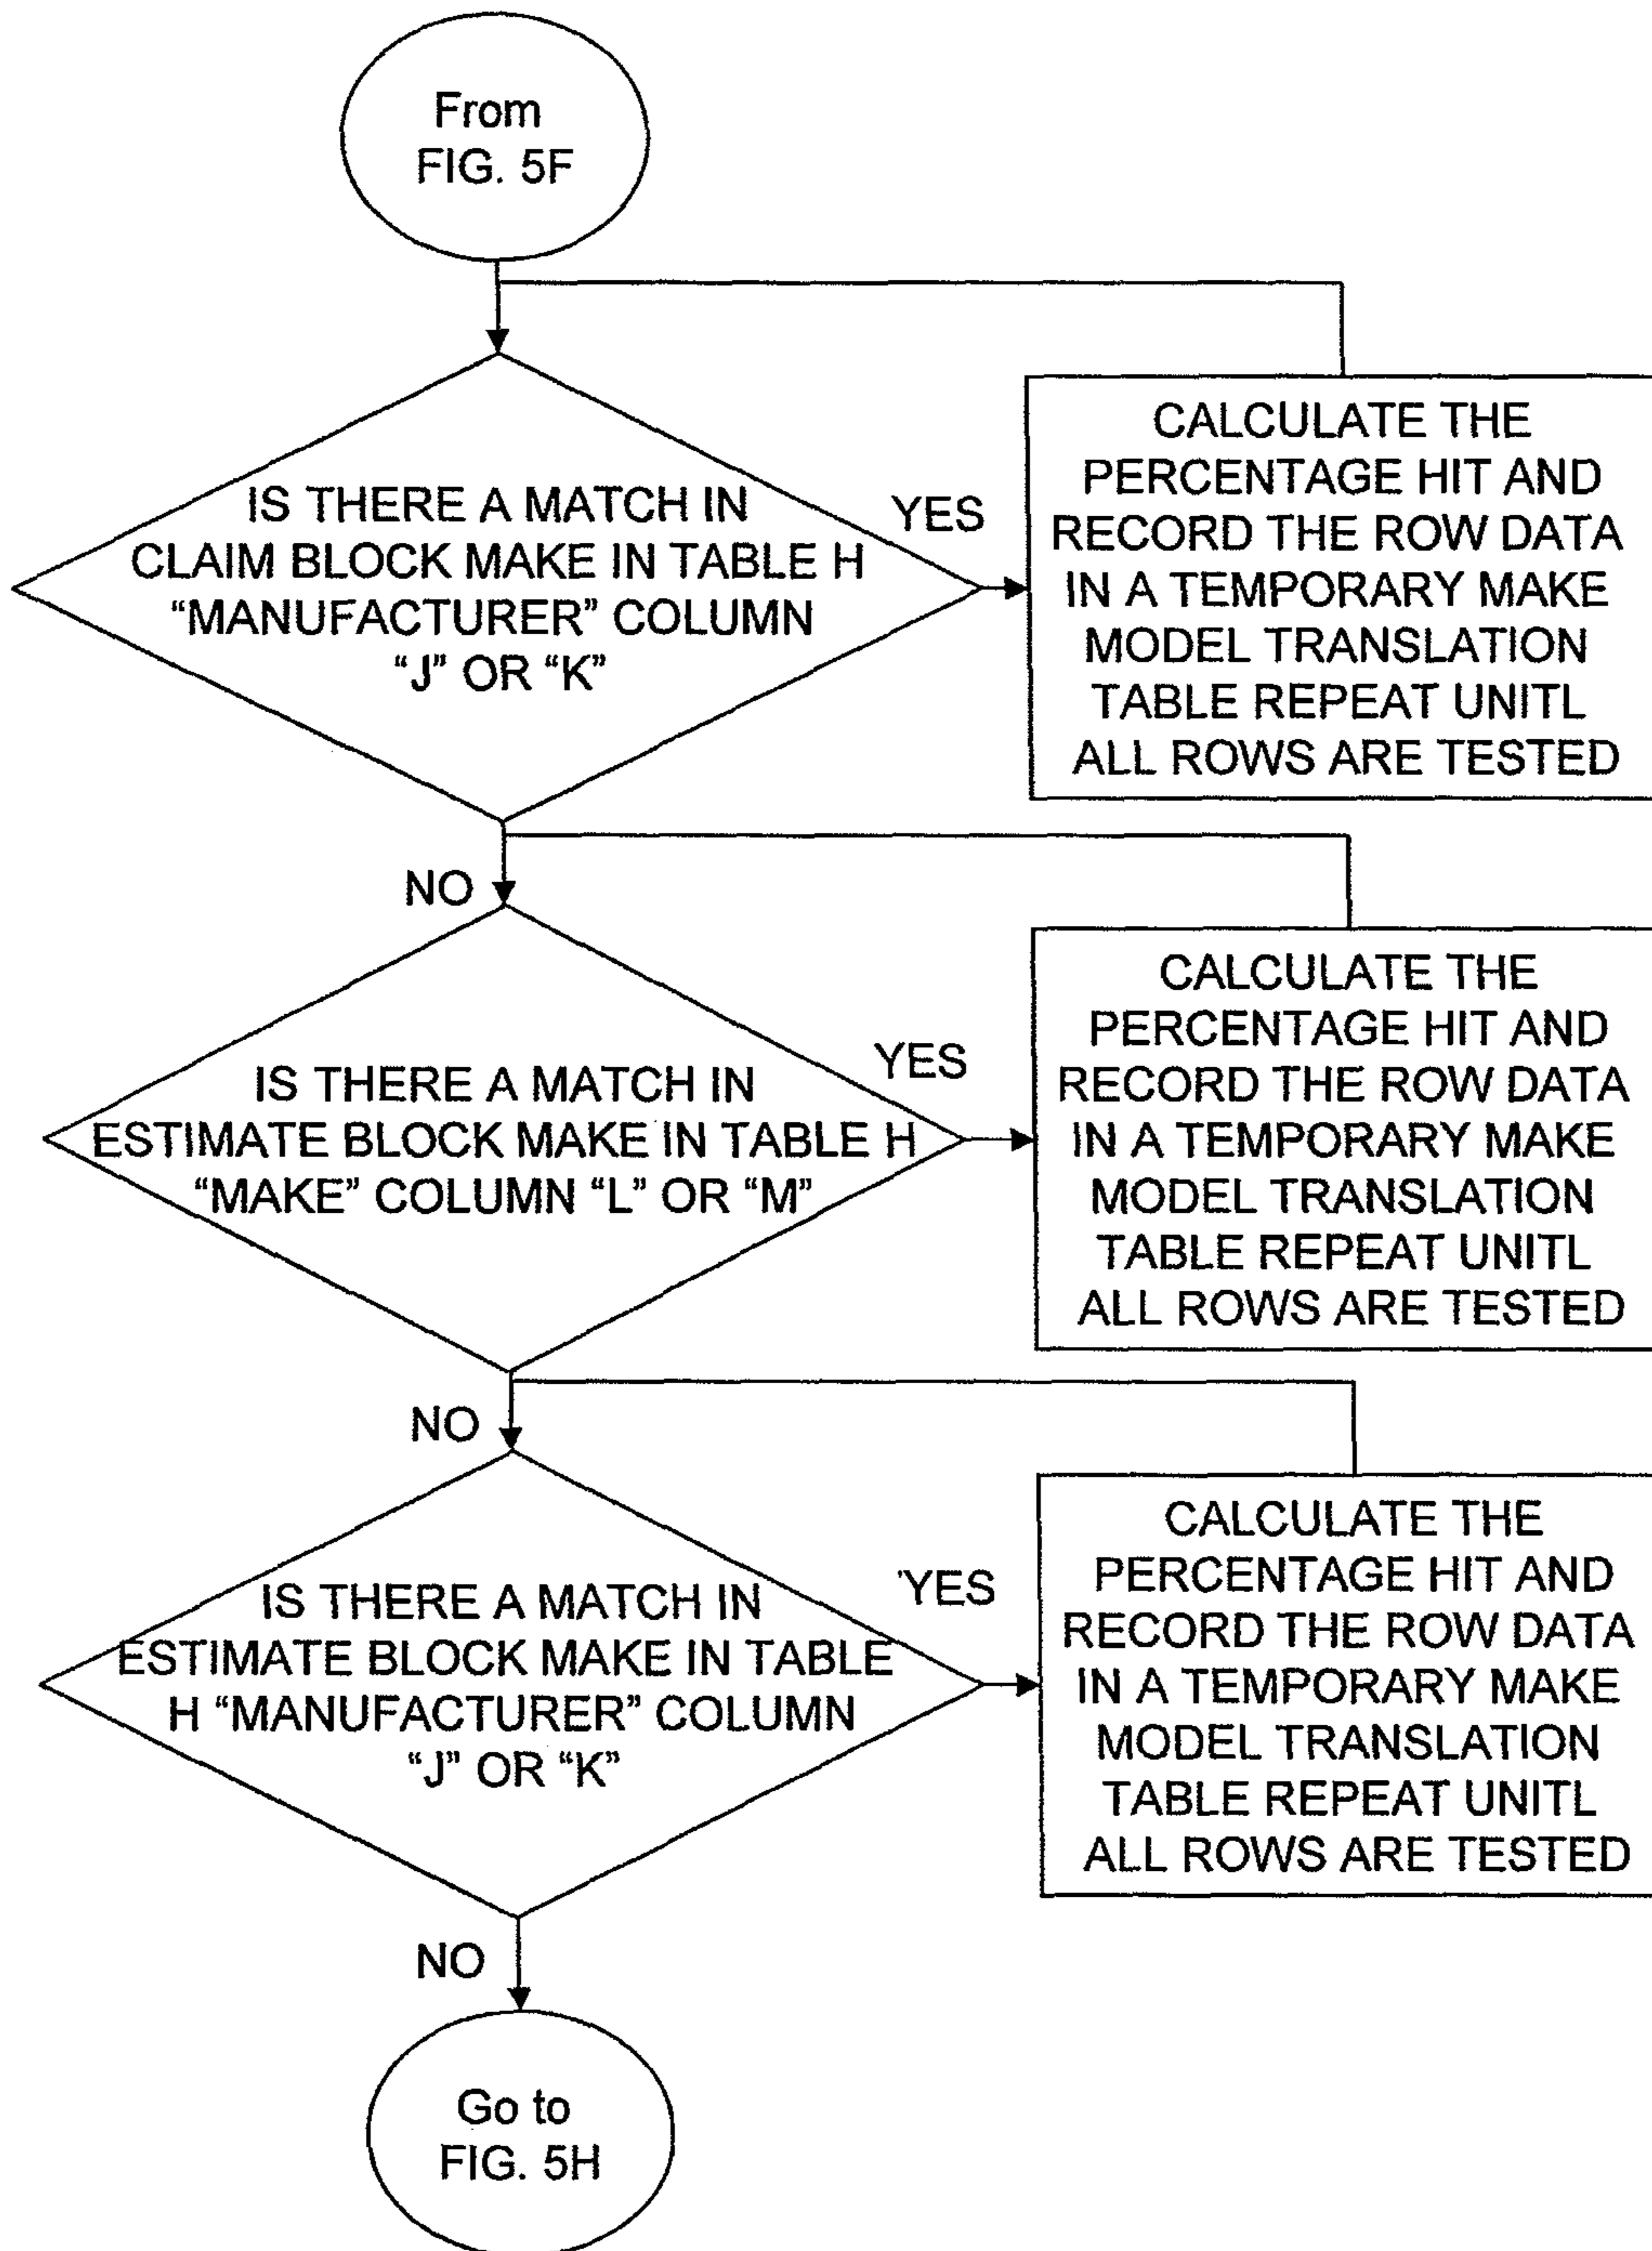 From
FIG. 5F
IS THERE A MATCH IN
CLAIM BLOCK MAKE IN TABLE H
“MANUFACTURER” COLUMN
“J” OR “K”
YES
CALCULATE THE
PERCENTAGE HIT AND
RECORD THE ROW DATA
IN A TEMPORARY MAKE
MODEL TRANSLATION
TABLE REPEAT UNITL
ALL ROWS ARE TESTED
NO
IS THERE A MATCH IN
ESTIMATE BLOCK MAKE IN TABLE H
“MAKE” COLUMN “L” OR “M”
YES
CALCULATE THE
PERCENTAGE HIT AND
RECORD THE ROW DATA
IN A TEMPORARY MAKE
MODEL TRANSLATION
TABLE REPEAT UNITL
ALL ROWS ARE TESTED
NO
IS THERE A MATCH IN
ESTIMATE BLOCK MAKE IN TABLE
H “MANUFACTURER” COLUMN
“J” OR “K”
YES
CALCULATE THE
PERCENTAGE HIT AND
RECORD THE ROW DATA
IN A TEMPORARY MAKE
MODEL TRANSLATION
TABLE REPEAT UNITL
ALL ROWS ARE TESTED
NO
Go to
FIG. 5H